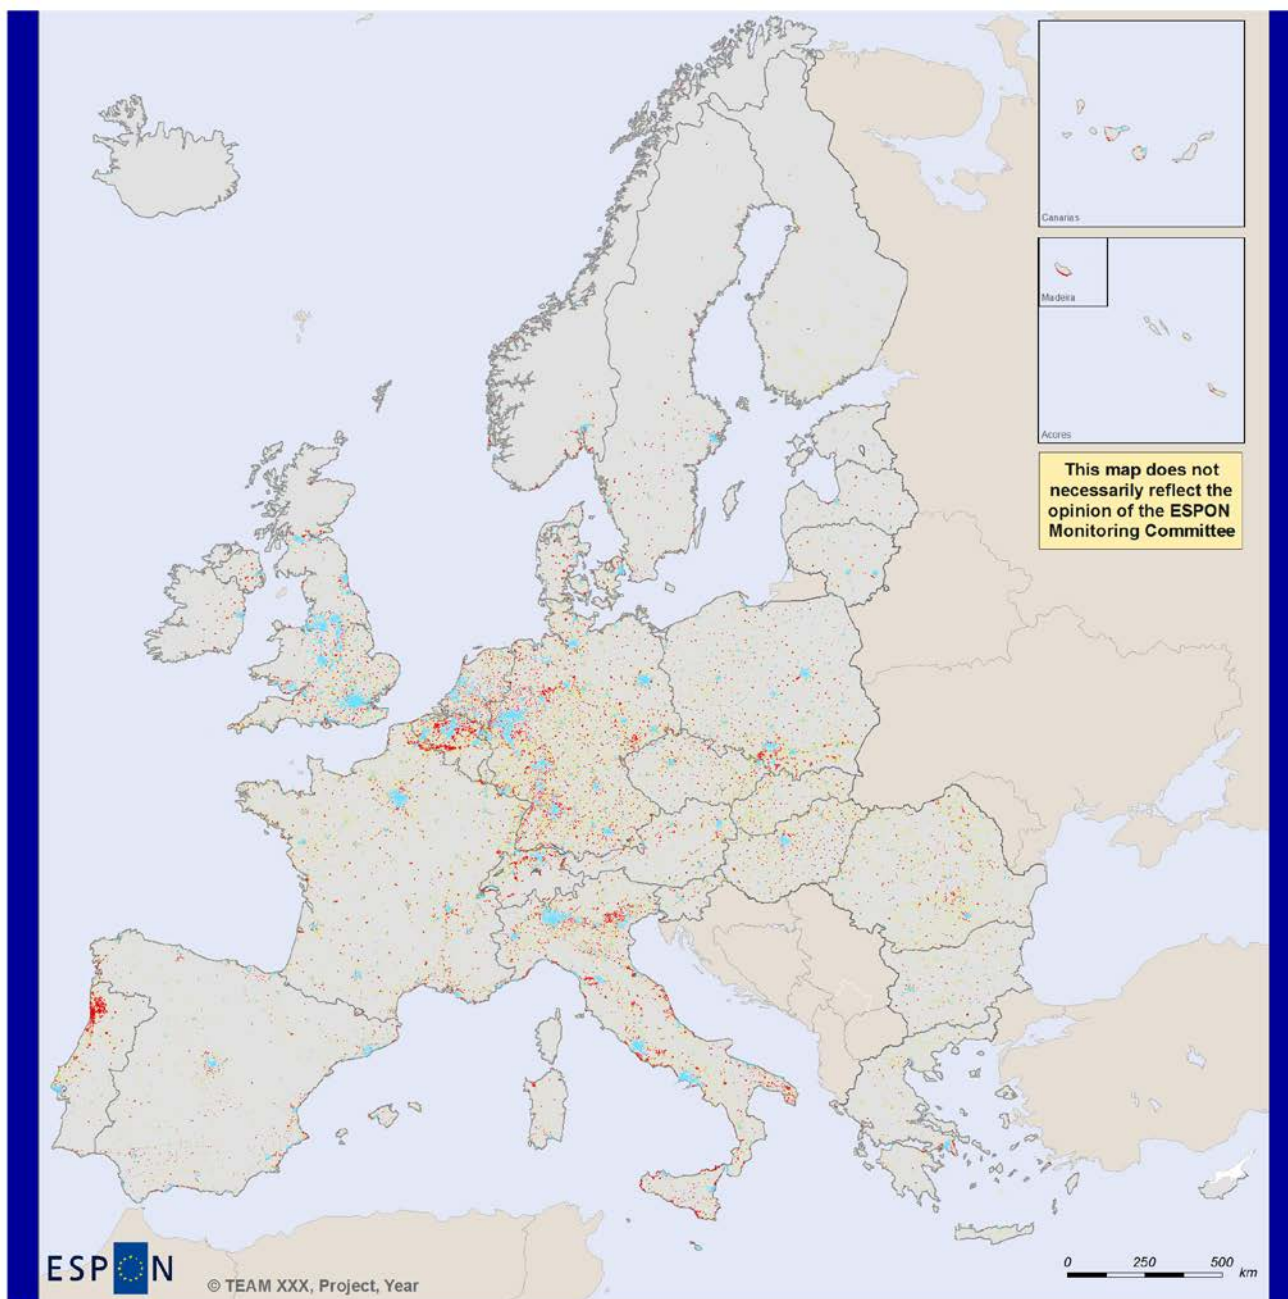 Canarias
Madeira
Acores
This map does not
necessarily reflect the
opinion of the ESPON
Monitoring Committee
ESPON
© TEAM XXX, Project, Year
0 250 500
km